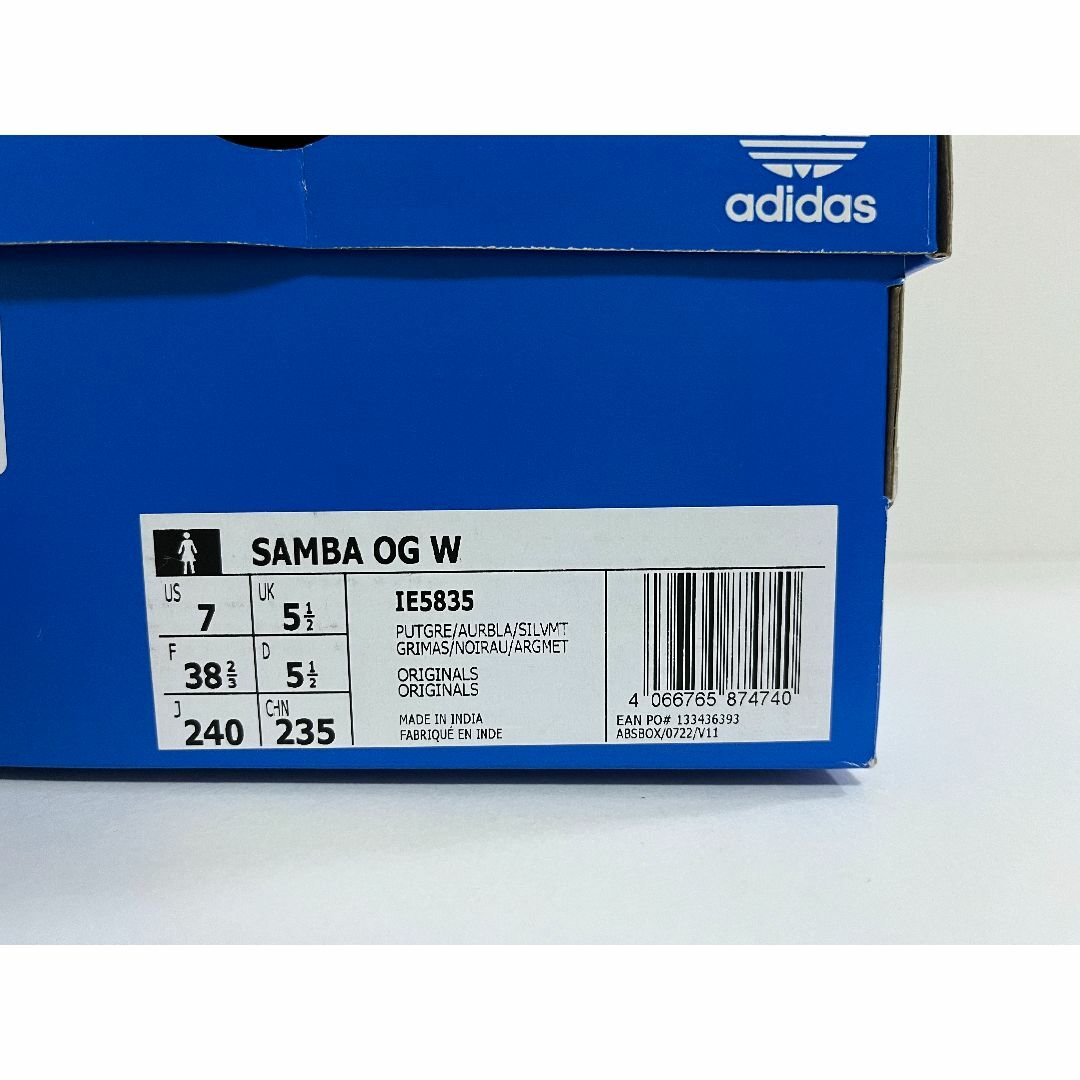 adidas
SAMBA OG W
US 7
UK 5½
F 38⅔
D 5½
J 240
CHN 235
IE5835
PUTGRE/AURBLA/SILVMT
GRIMAS/NOIRAU/ARGMET
ORIGINALS
ORIGINALS
MADE IN INDIA
FABRIQUÉ EN INDE
4 066765 874740
EAN PO# 133436393
ABSBOX/0722/V11